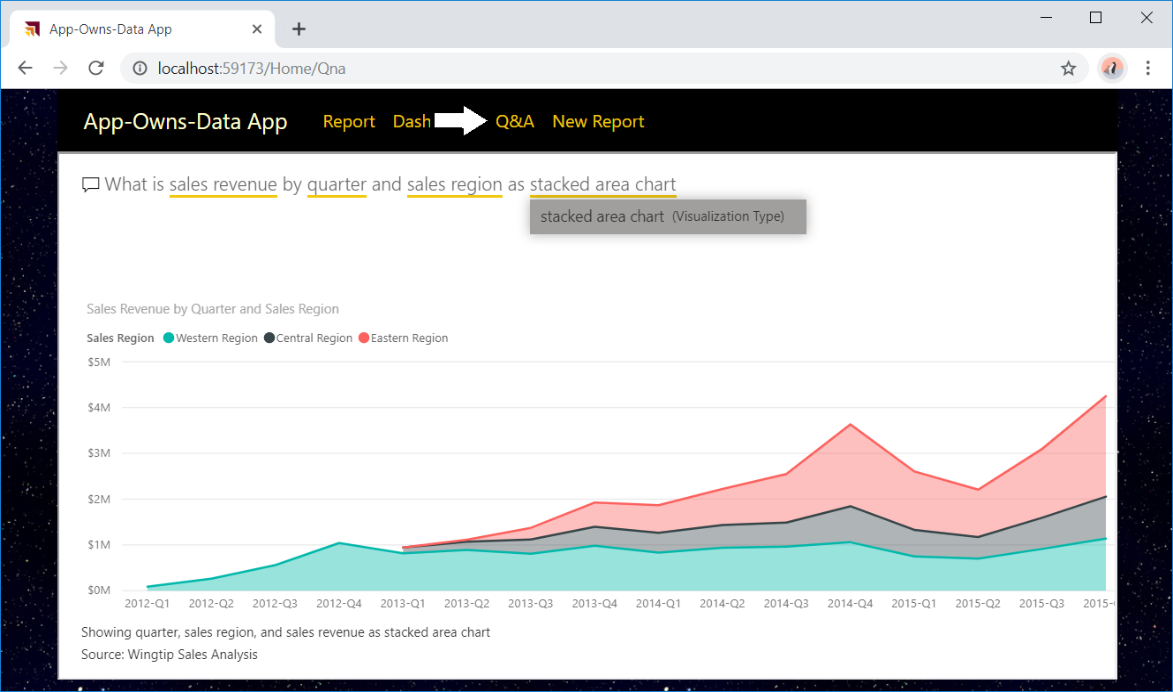 App-Owns-Data App
localhost:59173/Home/Qna
App-Owns-Data App Report Dash Q&A New Report
What is sales revenue by quarter and sales region as stacked area chart
stacked area chart (Visualization Type)
Sales Revenue by Quarter and Sales Region
Sales Region Western Region Central Region Eastern Region
$5M
$4M
$3M
$2M
$1M
$0M
2012-Q1 2012-Q2 2012-Q3 2012-Q4 2013-Q1 2013-Q2 2013-Q3 2013-Q4 2014-Q1 2014-Q2 2014-Q3 2014-Q4 2015-Q1 2015-Q2 2015-Q3 2015-
Showing quarter, sales region, and sales revenue as stacked area chart
Source: Wingtip Sales Analysis